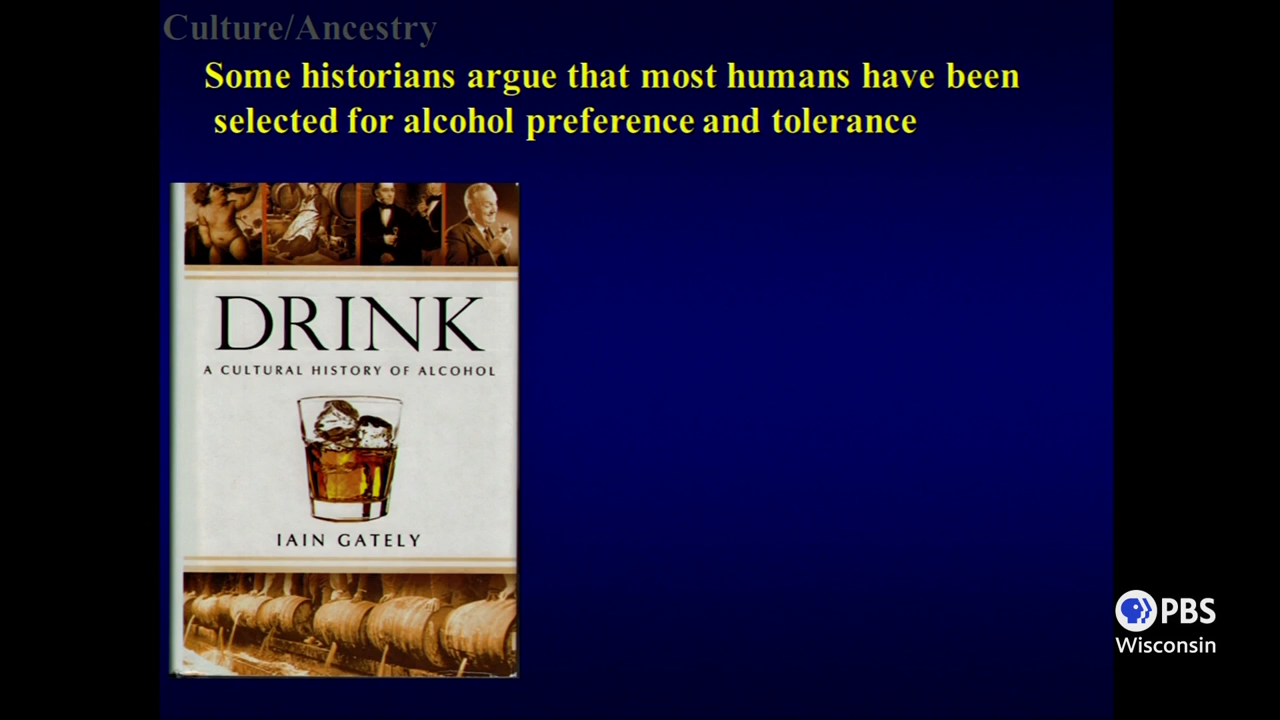 Culture/Ancestry
Some historians argue that most humans have been
selected for alcohol preference and tolerance
DRINK
A CULTURAL HISTORY OF ALCOHOL
IAIN GATELY
PBS
Wisconsin